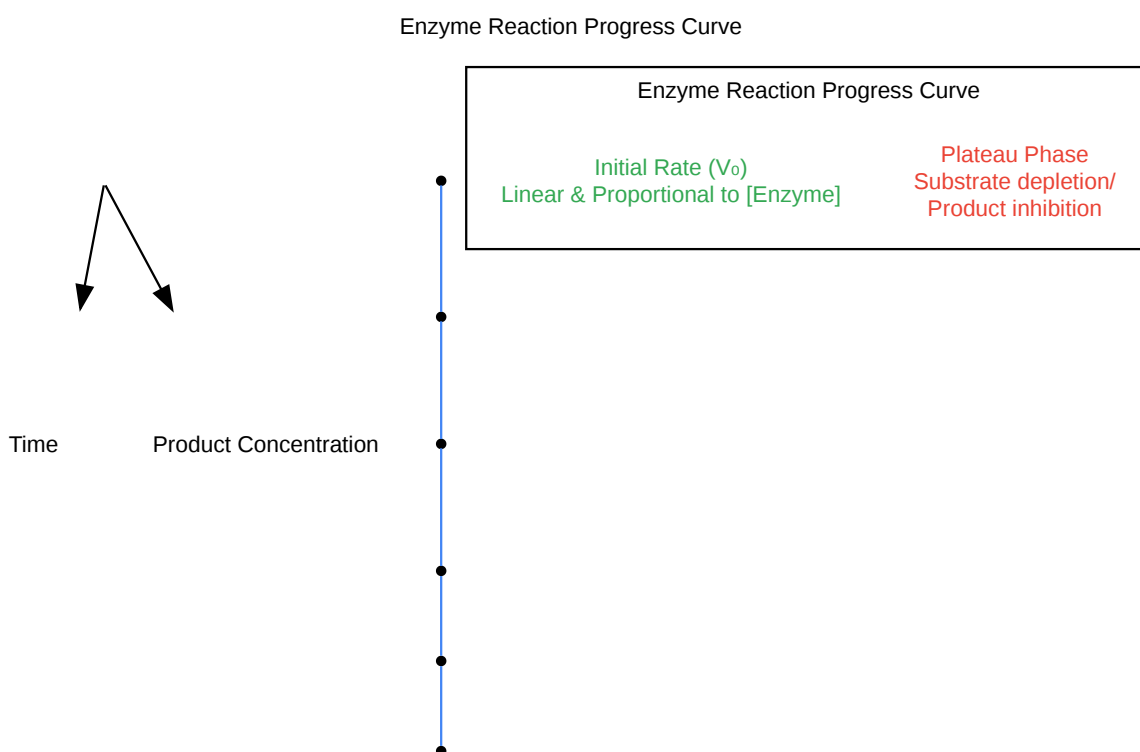 Enzyme Reaction Progress Curve
Enzyme Reaction Progress Curve
Initial Rate (V₀)
Linear & Proportional to [Enzyme]
Plateau Phase
Substrate depletion/
Product inhibition
Time
Product Concentration